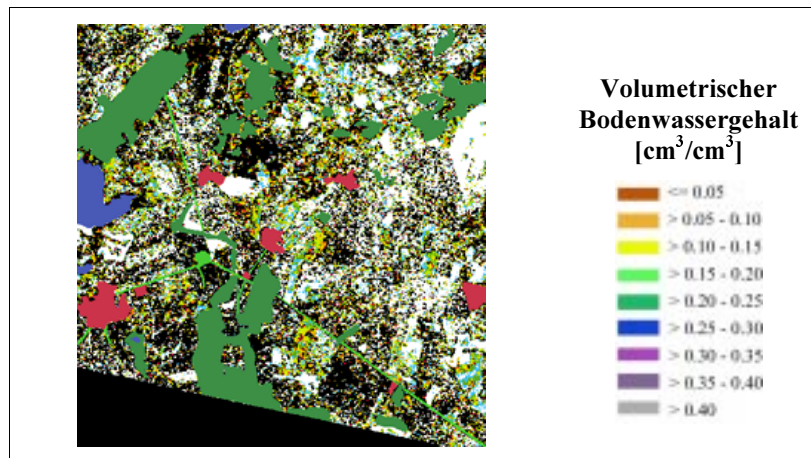 Volumetrischer
Bodenwassergehalt
[cm³/cm³]
<= 0.05
> 0.05 - 0.10
> 0.10 - 0.15
> 0.15 - 0.20
> 0.20 - 0.25
> 0.25 - 0.30
> 0.30 - 0.35
> 0.35 - 0.40
> 0.40